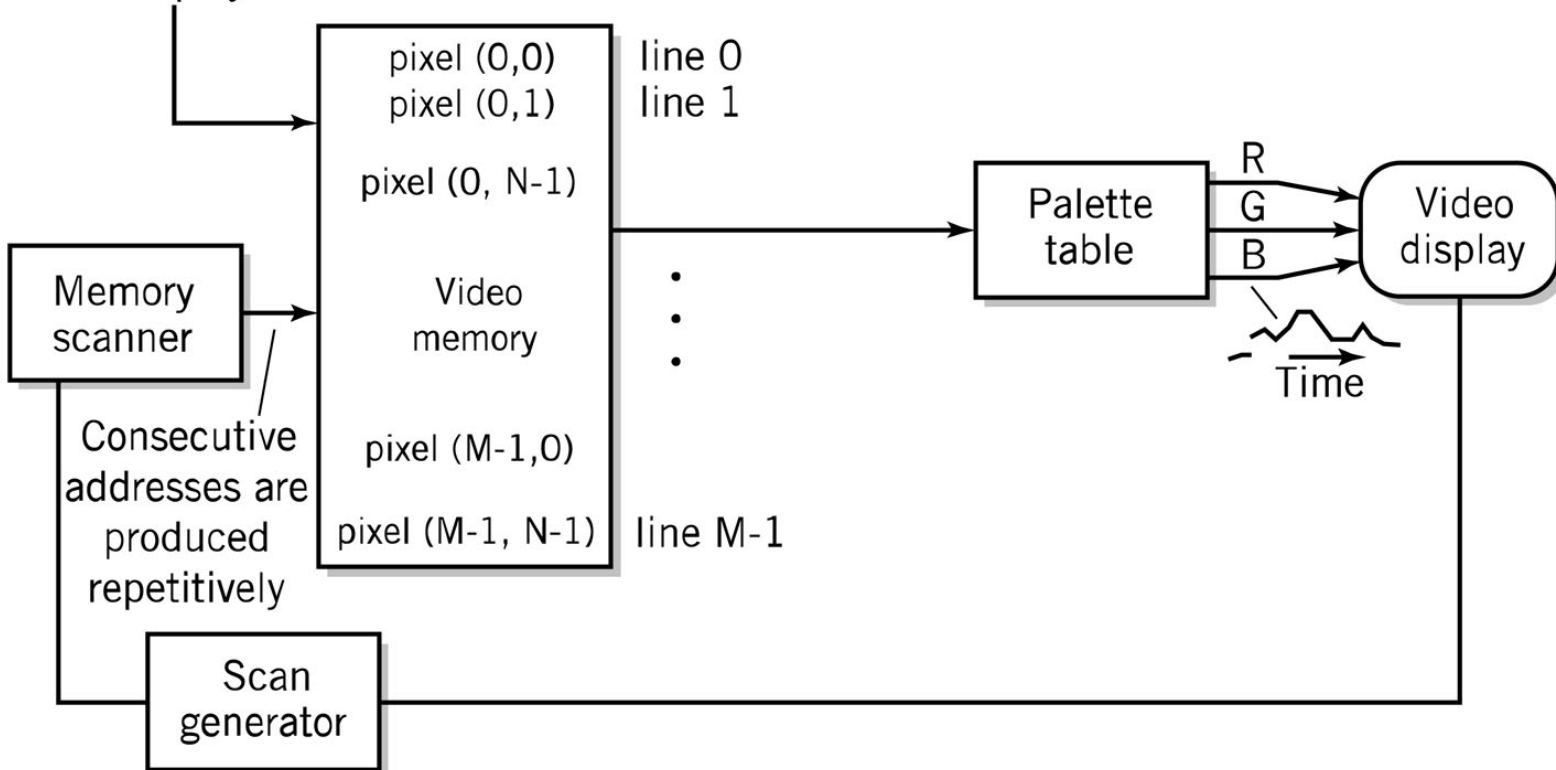 pixel (0,0)
line 0
pixel (0,1)
line 1
pixel (0, N-1)
Memory
scanner
Video
memory
Palette
table
R
G
B
Video
display
Time
Consecutive
addresses are
produced
repetitively
pixel (M-1,0)
pixel (M-1, N-1)
line M-1
Scan
generator